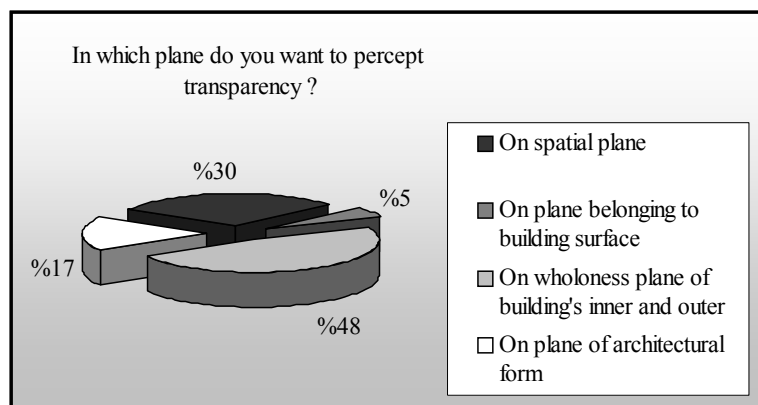 In which plane do you want to percept
transparency ?
%30
%5
%17
%48
On spatial plane
On plane belonging to
building surface
On wholoness plane of
building's inner and outer
On plane of architectural
form